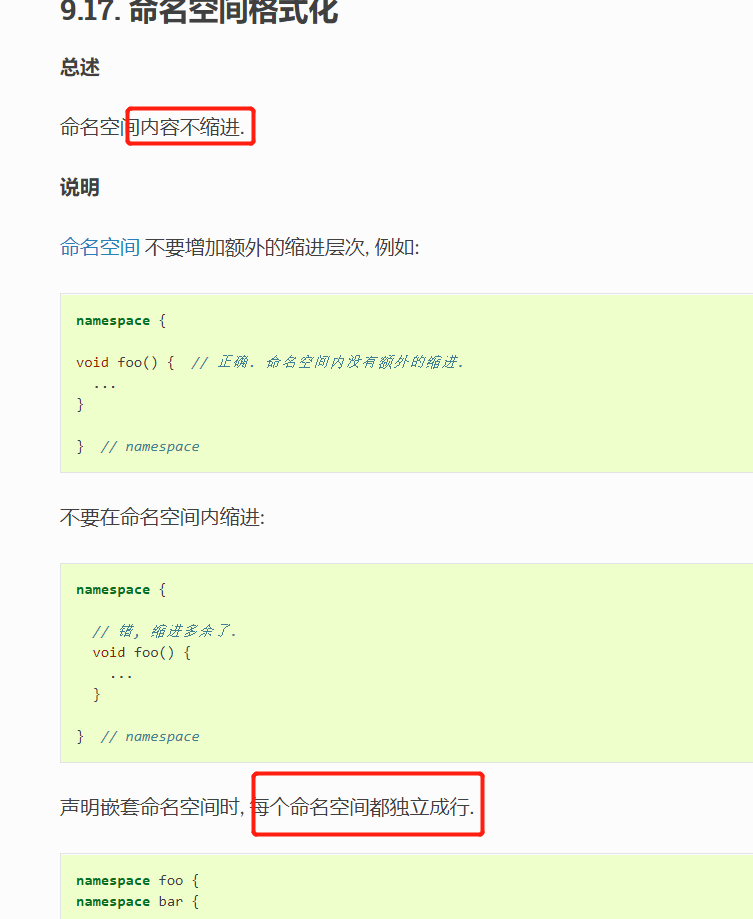 9.17. 命名空间格式化
总述
命名空间内容不缩进.
说明
命名空间 不要增加额外的缩进层次, 例如:
namespace {
void foo() {  // 正确. 命名空间内没有额外的缩进.
  ...
}
}  // namespace
不要在命名空间内缩进:
namespace {
  // 错, 缩进多余了.
  void foo() {
    ...
  }
}  // namespace
声明嵌套命名空间时, 每个命名空间都独立成行.
namespace foo {
namespace bar {